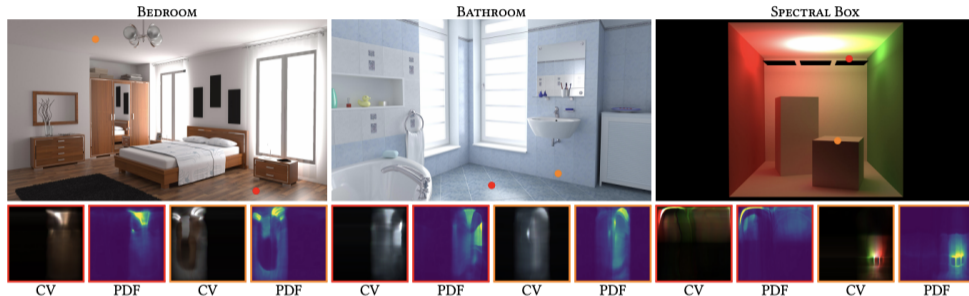 BEDROOM
BATHROOM
SPECTRAL BOX
CV PDF CV PDF CV PDF CV PDF CV PDF CV PDF